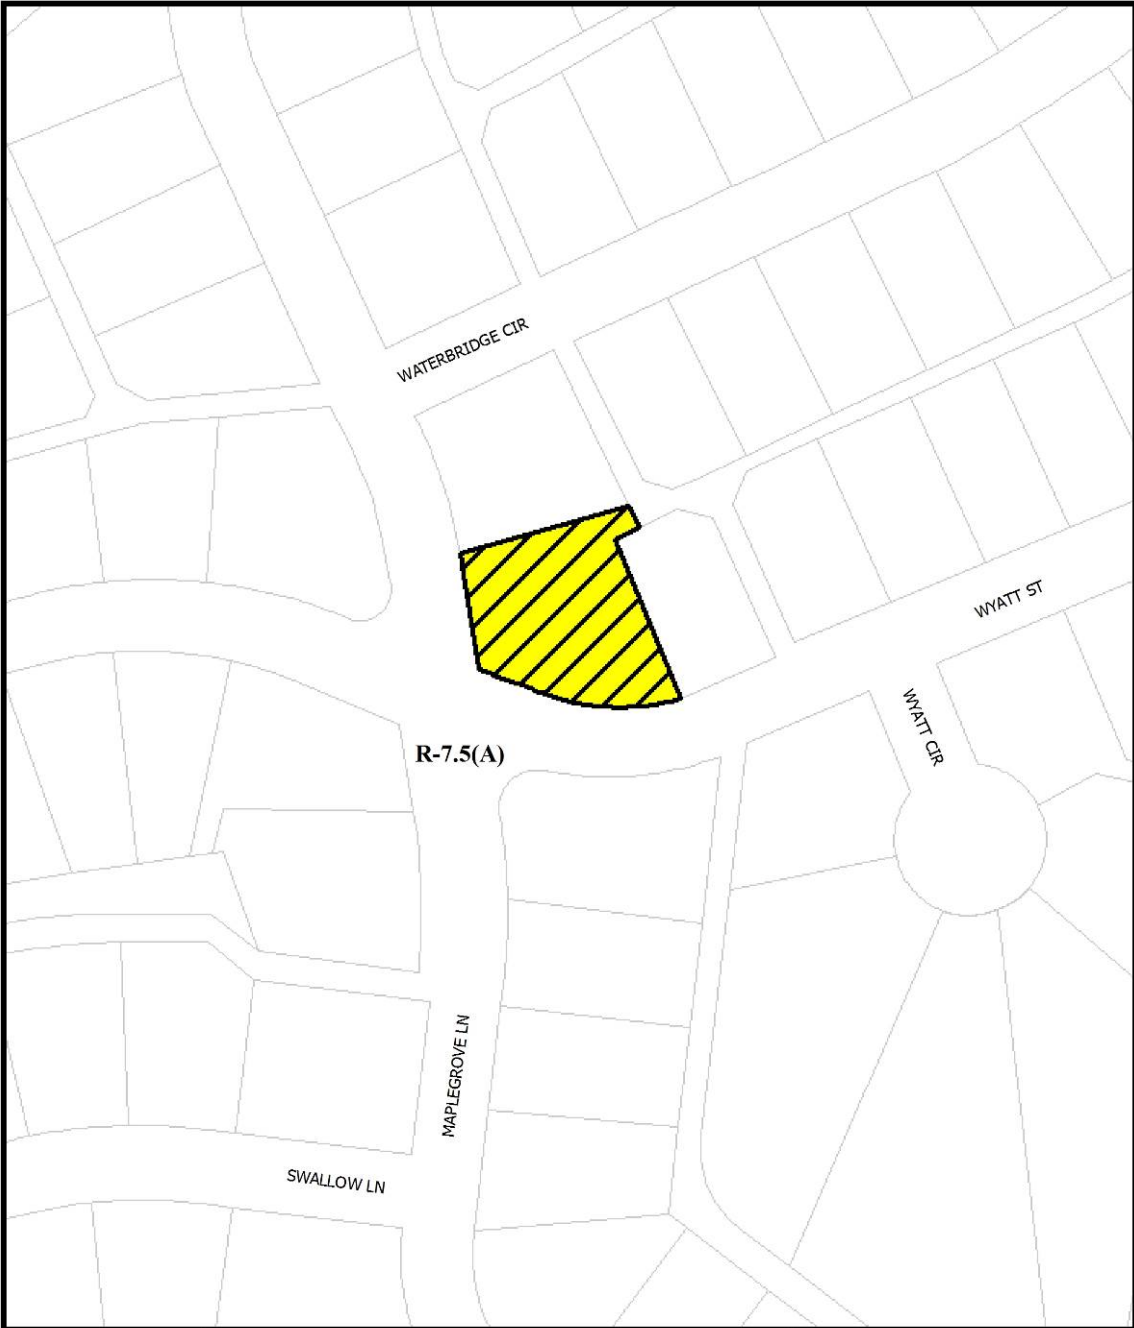 WATERBRIDGE CIR
WYATT ST
WYATT CIR
R-7.5(A)
MAPLEGROVE LN
SWALLOW LN